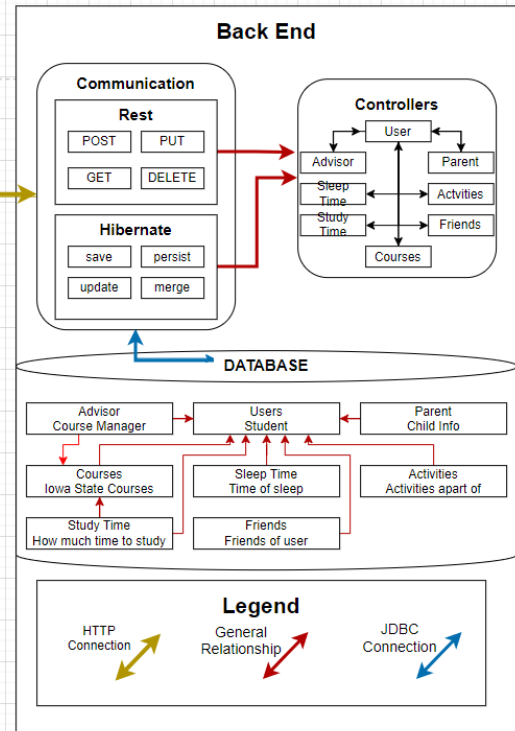 Back End
Communication
Rest
POST
PUT
GET
DELETE
Hibernate
save
persist
update
merge
Controllers
User
Advisor
Parent
Sleep
Time
Actvities
Study
Time
Friends
Courses
DATABASE
Advisor
Course Manager
Users
Student
Parent
Child Info
Courses
Iowa State Courses
Sleep Time
Time of sleep
Activities
Activities apart of
Study Time
How much time to study
Friends
Friends of user
Legend
HTTP
Connection
General
Relationship
JDBC
Connection